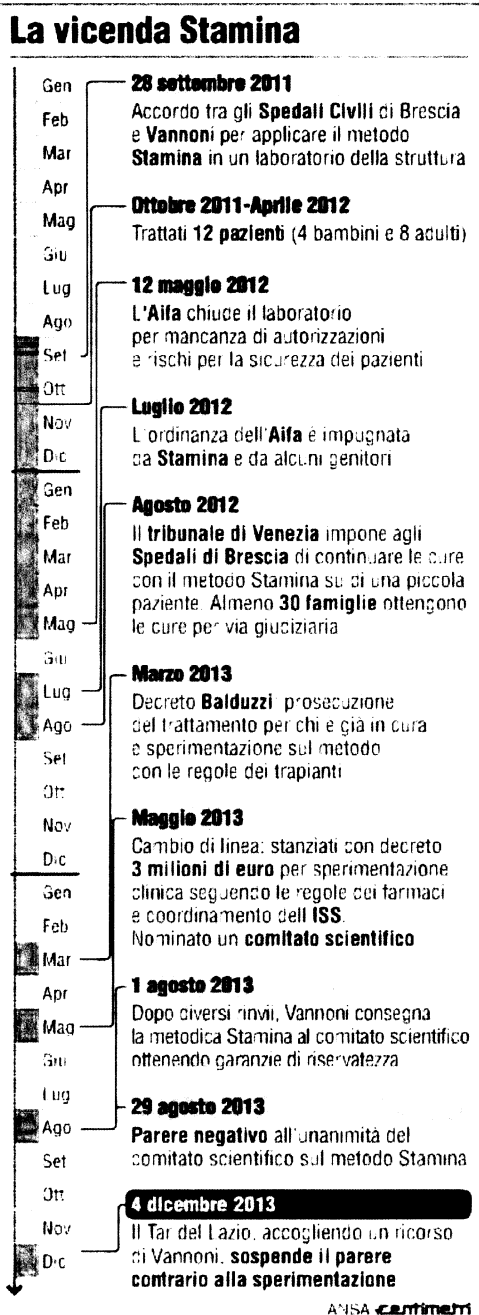 La vicenda Stamina
Gen
Feb
Mar
Apr
Mag
Giu
Lug
Ago
Set
Ott
Nov
Dic
Gen
Feb
Mar
Apr
Mag
Giu
Lug
Ago
Set
Ott
Nov
Dic
Gen
Feb
Mar
Apr
Mag
Giu
Lug
Ago
Set
Ott
Nov
Dic
28 settembre 2011
Accordo tra gli Spedali Civili di Brescia
e Vannoni per applicare il metodo
Stamina in un laboratorio della struttura
Ottobre 2011-Aprile 2012
Trattati 12 pazienti (4 bambini e 8 adulti)
12 maggio 2012
L'Aifa chiude il laboratorio
per mancanza di autorizzazioni
e rischi per la sicurezza dei pazienti
Luglio 2012
L'ordinanza dell'Aifa è impugnata
da Stamina e da alcuni genitori
Agosto 2012
Il tribunale di Venezia impone agli
Spedali di Brescia di continuare le cure
con il metodo Stamina su di una piccola
paziente. Almeno 30 famiglie ottengono
le cure per via giudiziaria
Marzo 2013
Decreto Balduzzi: prosecuzione
del trattamento per chi è già in cura
e sperimentazione sul metodo
con le regole dei trapianti
Maggio 2013
Cambio di linea: stanziati con decreto
3 milioni di euro per sperimentazione
clinica seguendo le regole dei farmaci
e coordinamento dell'ISS.
Nominato un comitato scientifico
1 agosto 2013
Dopo diversi rinvii, Vannoni consegna
la metodica Stamina al comitato scientifico
ottenendo garanzie di riservatezza
29 agosto 2013
Parere negativo all'unanimità del
comitato scientifico sul metodo Stamina
4 dicembre 2013
Il Tar del Lazio, accogliendo un ricorso
di Vannoni, sospende il parere
contrario alla sperimentazione
ANSA centimetri